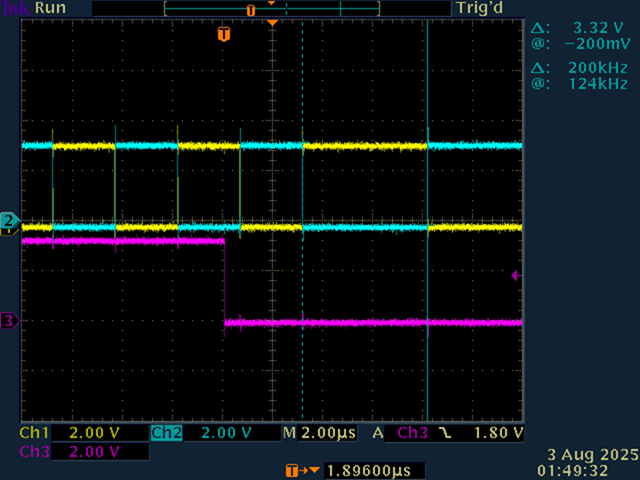 Tek Run Trig'd
T
T
Δ: 3.32 V
@: -200mV
Δ: 200kHz
@: 124kHz
2
3
Ch1 2.00 V Ch2 2.00 V M 2.00µs A Ch3 1.80 V
Ch3 2.00 V
3 Aug 2025
T 1.89600µs 01:49:32